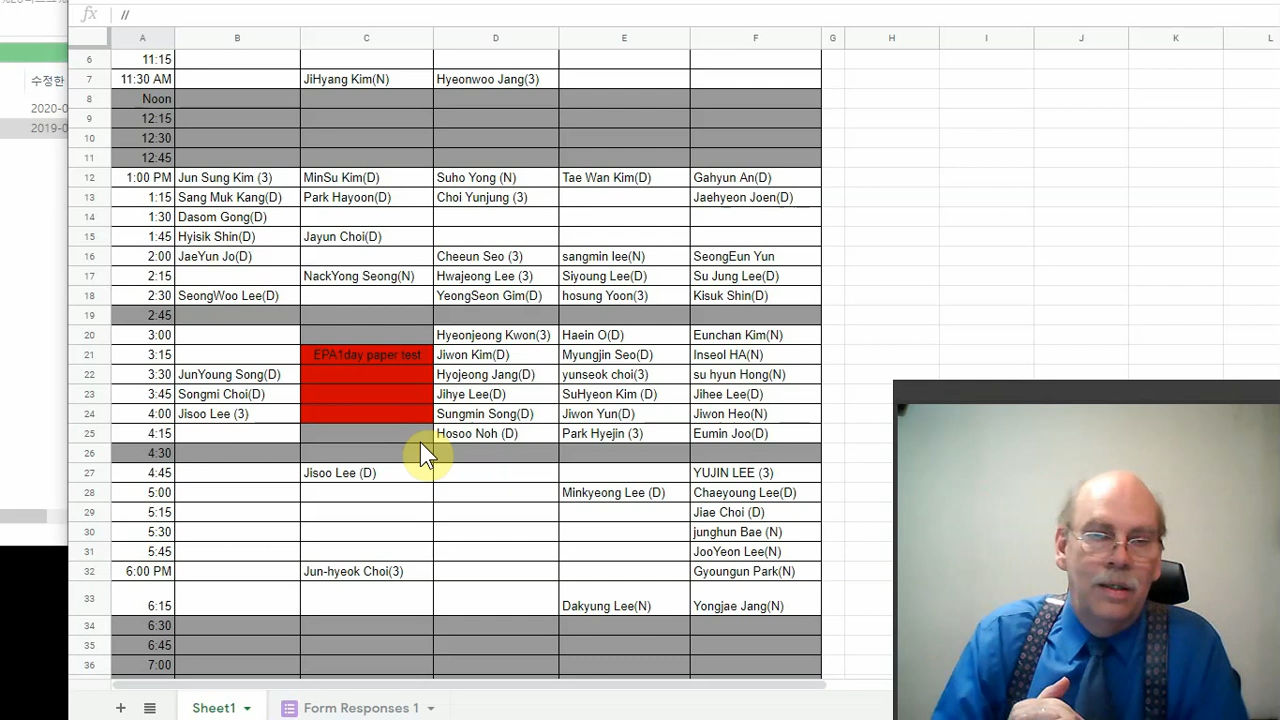 fx //
A B C D E F G H I J K L
수정한
2020-0
2019-0
6 11:15
7 11:30 AM JiHyang Kim(N) Hyeonwoo Jang(3)
8 Noon
9 12:15
10 12:30
11 12:45
12 1:00 PM Jun Sung Kim (3) MinSu Kim(D) Suho Yong (N) Tae Wan Kim(D) Gahyun An(D)
13 1:15 Sang Muk Kang(D) Park Hayoon(D) Choi Yunjung (3) Jaehyeon Joen(D)
14 1:30 Dasom Gong(D)
15 1:45 Hyisik Shin(D) Jayun Choi(D)
16 2:00 JaeYun Jo(D) Cheeun Seo (3) sangmin lee(N) SeongEun Yun
17 2:15 NackYong Seong(N) Hwajeong Lee (3) Siyoung Lee(D) Su Jung Lee(D)
18 2:30 SeongWoo Lee(D) YeongSeon Gim(D) hosung Yoon(3) Kisuk Shin(D)
19 2:45
20 3:00 Hyeonjeong Kwon(3) Haein O(D) Eunchan Kim(N)
21 3:15 EPA1day paper test Jiwon Kim(D) Myungjin Seo(D) Inseol HA(N)
22 3:30 JunYoung Song(D) Hyojeong Jang(D) yunseok choi(3) su hyun Hong(N)
23 3:45 Songmi Choi(D) Jihye Lee(D) SuHyeon Kim (D) Jihee Lee(D)
24 4:00 Jisoo Lee (3) Sungmin Song(D) Jiwon Yun(D) Jiwon Heo(N)
25 4:15 Hosoo Noh (D) Park Hyejin (3) Eumin Joo(D)
26 4:30
27 4:45 Jisoo Lee (D) YUJIN LEE (3)
28 5:00 Minkyeong Lee (D) Chaeyoung Lee(D)
29 5:15 Jiae Choi (D)
30 5:30 junghun Bae (N)
31 5:45 JooYeon Lee(N)
32 6:00 PM Jun-hyeok Choi(3) Gyoungun Park(N)
33 6:15 Dakyung Lee(N) Yongjae Jang(N)
34 6:30
35 6:45
36 7:00
Sheet1 Form Responses 1